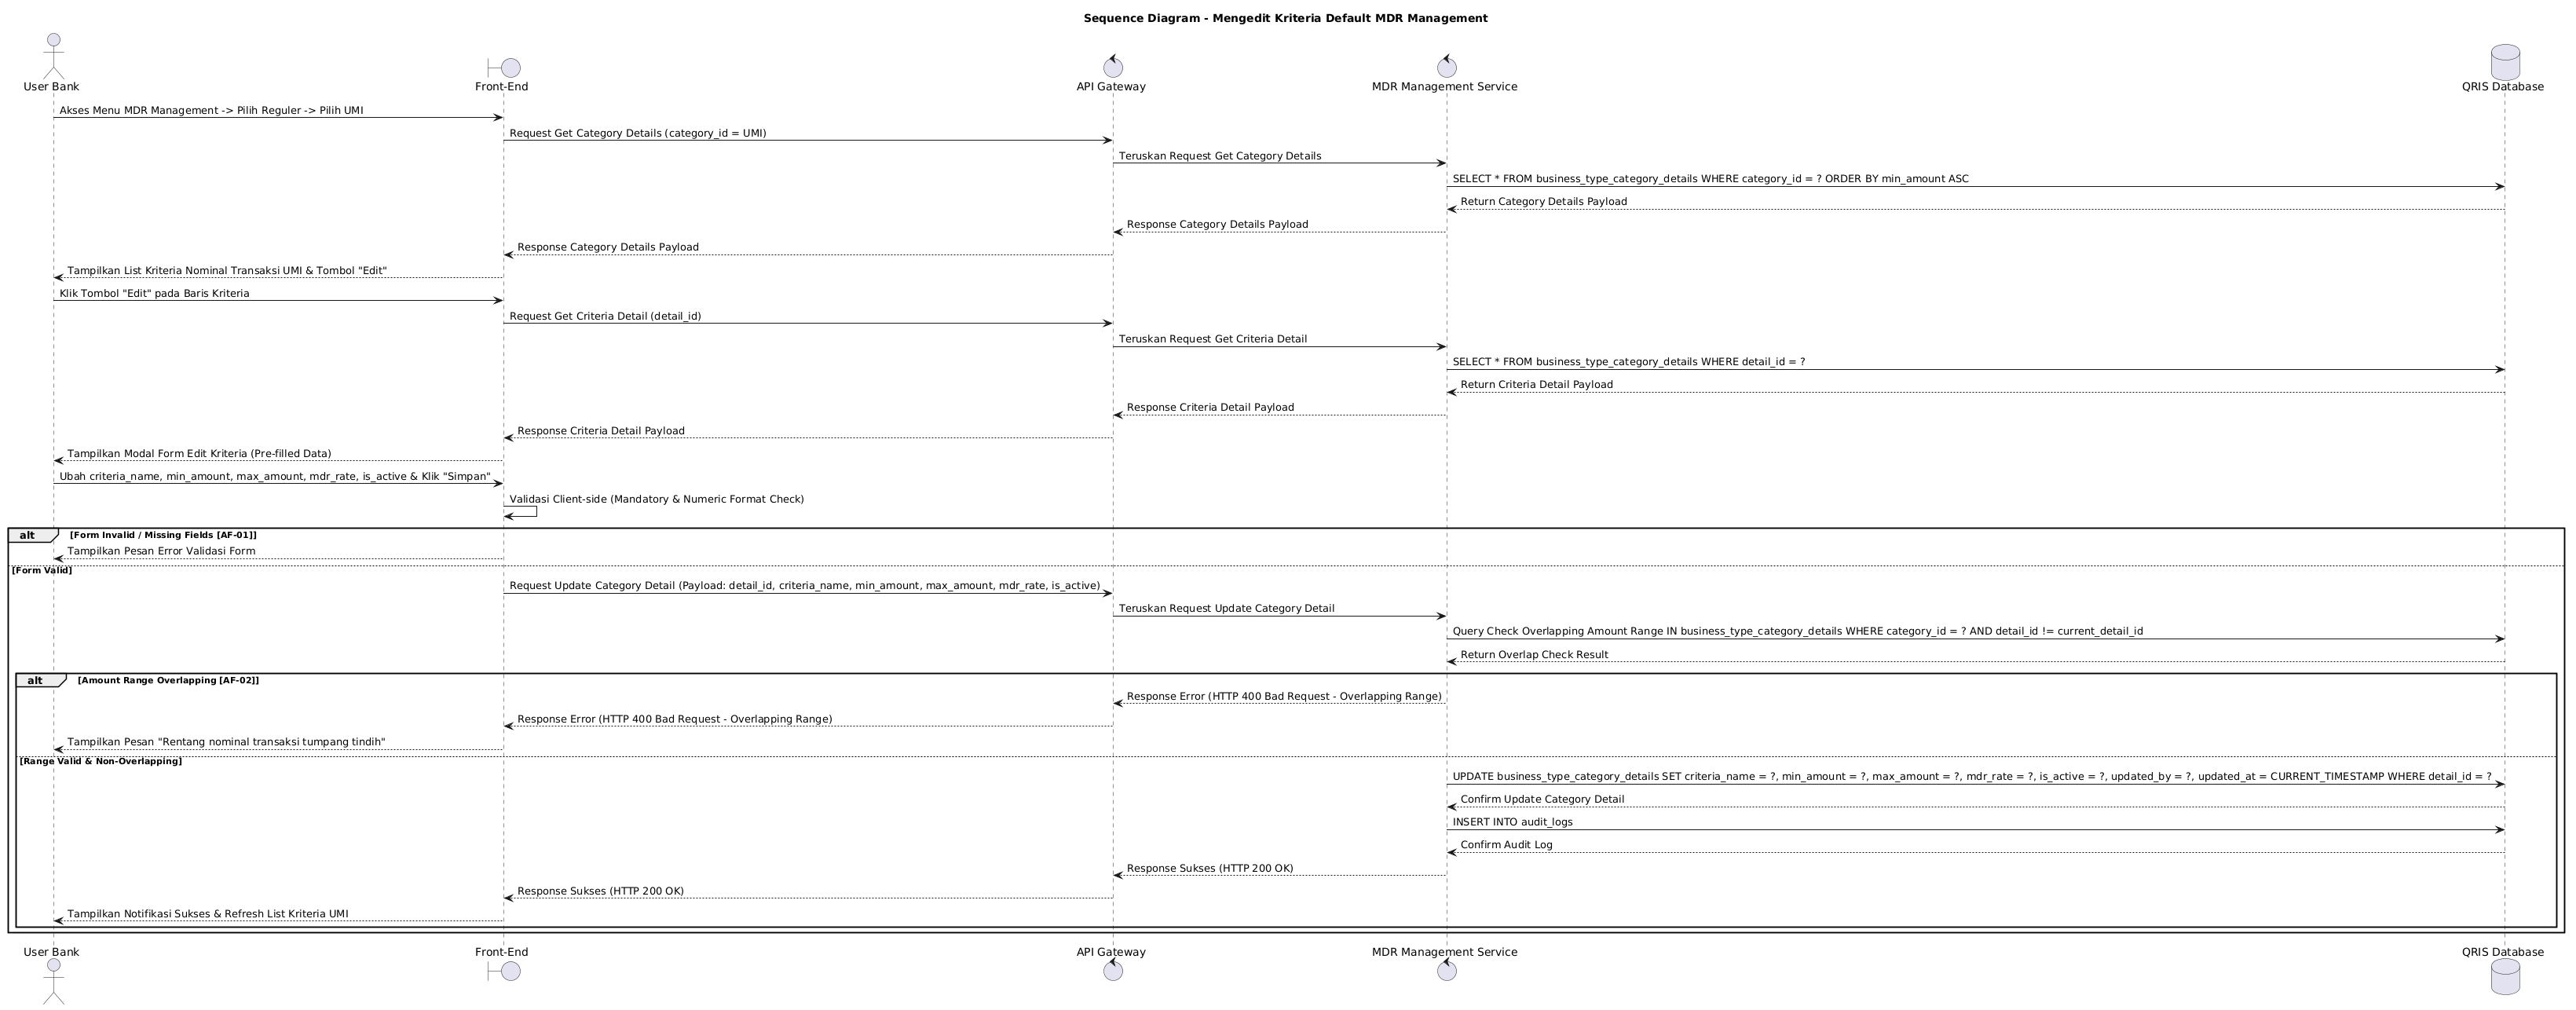 Sequence Diagram - Mengedit Kriteria Default MDR Management
User Bank
Front-End
API Gateway
MDR Management Service
QRIS Database
Akses Menu MDR Management -> Pilih Reguler -> Pilih UMI
Request Get Category Details (category_id = UMI)
Teruskan Request Get Category Details
SELECT * FROM business_type_category_details WHERE category_id = ? ORDER BY min_amount ASC
Return Category Details Payload
Response Category Details Payload
Response Category Details Payload
Tampilkan List Kriteria Nominal Transaksi UMI & Tombol "Edit"
Klik Tombol "Edit" pada Baris Kriteria
Request Get Criteria Detail (detail_id)
Teruskan Request Get Criteria Detail
SELECT * FROM business_type_category_details WHERE detail_id = ?
Return Criteria Detail Payload
Response Criteria Detail Payload
Response Criteria Detail Payload
Tampilkan Modal Form Edit Kriteria (Pre-filled Data)
Ubah criteria_name, min_amount, max_amount, mdr_rate, is_active & Klik "Simpan"
Validasi Client-side (Mandatory & Numeric Format Check)
alt [Form Invalid / Missing Fields [AF-01]]
Tampilkan Pesan Error Validasi Form
[Form Valid]
Request Update Category Detail (Payload: detail_id, criteria_name, min_amount, max_amount, mdr_rate, is_active)
Teruskan Request Update Category Detail
Query Check Overlapping Amount Range IN business_type_category_details WHERE category_id = ? AND detail_id != current_detail_id
Return Overlap Check Result
alt [Amount Range Overlapping [AF-02]]
Response Error (HTTP 400 Bad Request - Overlapping Range)
Response Error (HTTP 400 Bad Request - Overlapping Range)
Tampilkan Pesan "Rentang nominal transaksi tumpang tindih"
[Range Valid & Non-Overlapping]
UPDATE business_type_category_details SET criteria_name = ?, min_amount = ?, max_amount = ?, mdr_rate = ?, is_active = ?, updated_by = ?, updated_at = CURRENT_TIMESTAMP WHERE detail_id = ?
Confirm Update Category Detail
INSERT INTO audit_logs
Confirm Audit Log
Response Sukses (HTTP 200 OK)
Response Sukses (HTTP 200 OK)
Tampilkan Notifikasi Sukses & Refresh List Kriteria UMI
User Bank
Front-End
API Gateway
MDR Management Service
QRIS Database